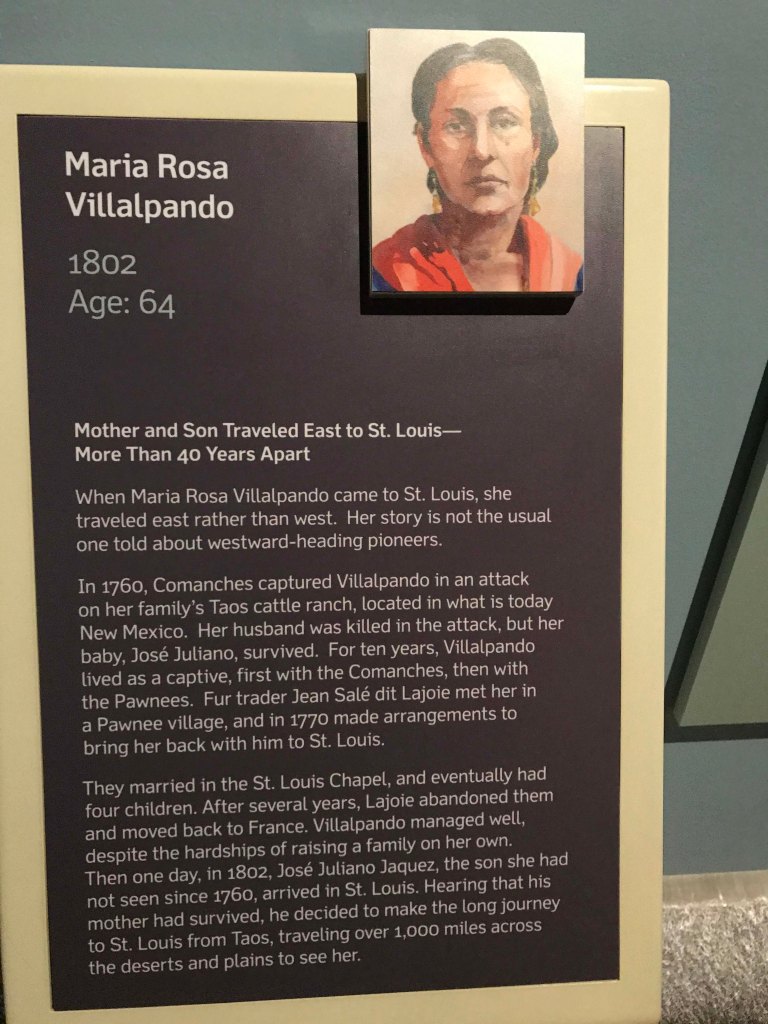 Maria Rosa
Villalpando
1802
Age: 64
Mother and Son Traveled East to St. Louis—
More Than 40 Years Apart
When Maria Rosa Villalpando came to St. Louis, she
traveled east rather than west. Her story is not the usual
one told about westward-heading pioneers.
In 1760, Comanches captured Villalpando in an attack
on her family's Taos cattle ranch, located in what is today
New Mexico. Her husband was killed in the attack, but her
baby, José Juliano, survived. For ten years, Villalpando
lived as a captive, first with the Comanches, then with
the Pawnees. Fur trader Jean Salé dit Lajoie met her in
a Pawnee village, and in 1770 made arrangements to
bring her back with him to St. Louis.
They married in the St. Louis Chapel, and eventually had
four children. After several years, Lajoie abandoned them
and moved back to France. Villalpando managed well,
despite the hardships of raising a family on her own.
Then one day, in 1802, José Juliano Jaquez, the son she had
not seen since 1760, arrived in St. Louis. Hearing that his
mother had survived, he decided to make the long journey
to St. Louis from Taos, traveling over 1,000 miles across
the deserts and plains to see her.